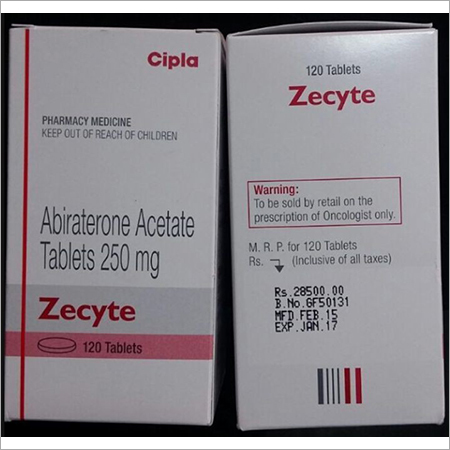 Cipla
PHARMACY MEDICINE
KEEP OUT OF REACH OF CHILDREN
Abiraterone Acetate
Tablets 250 mg
Zecyte
120 Tablets
120 Tablets
Zecyte
Warning:
To be sold by retail on the
prescription of Oncologist only.
M. R. P. for 120 Tablets
Rs. (Inclusive of all taxes)
Rs.28500.00
B.No.6F50131
MFD.FEB.15
EXP.JAN.17